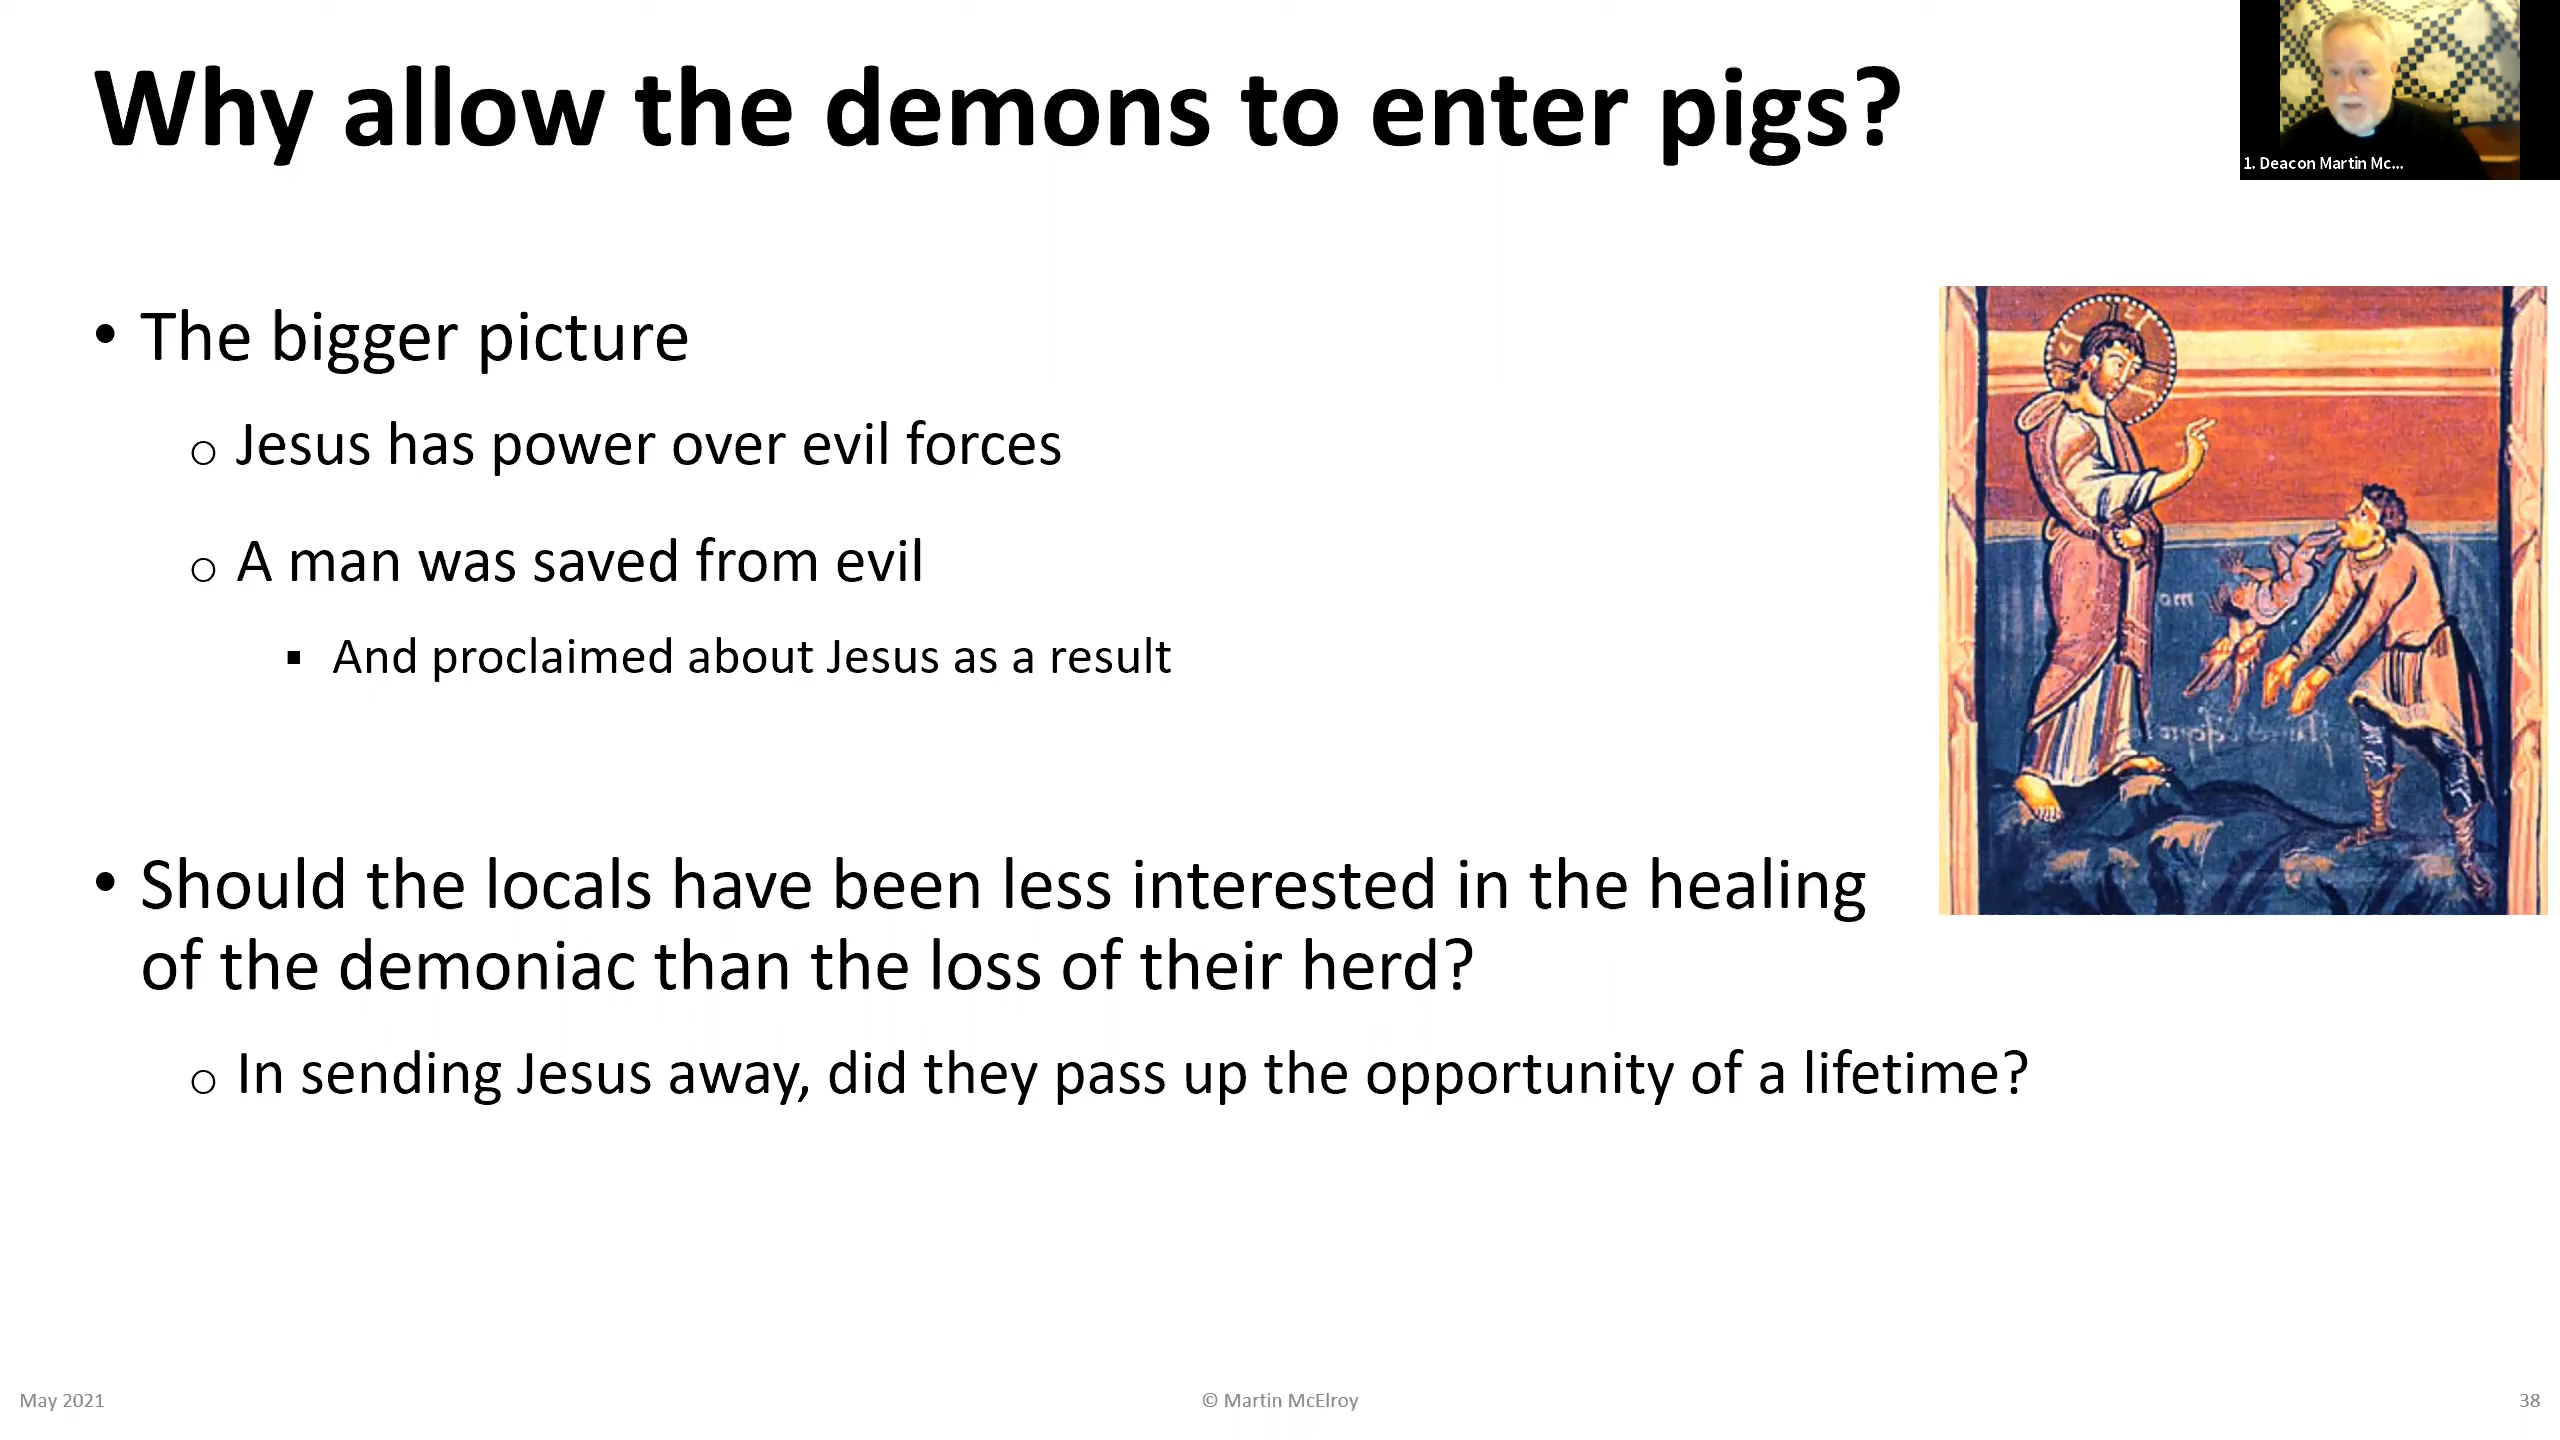 Why allow the demons to enter pigs?
1. Deacon Martin Mc...
• The bigger picture
o Jesus has power over evil forces
o A man was saved from evil
▪ And proclaimed about Jesus as a result
• Should the locals have been less interested in the healing
of the demoniac than the loss of their herd?
o In sending Jesus away, did they pass up the opportunity of a lifetime?
May 2021
© Martin McElroy
38